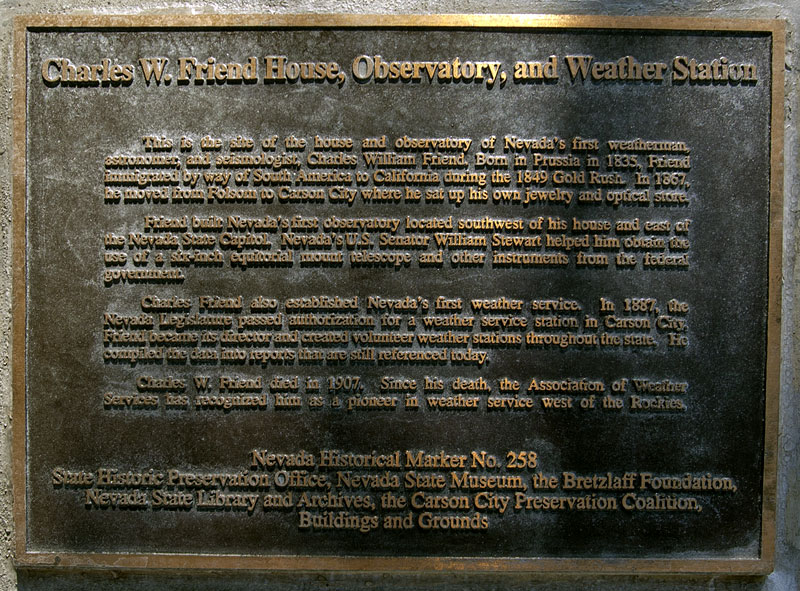 Charles W. Friend House, Observatory, and Weather Station
This is the site of the house and observatory of Nevada's first weatherman,
astronomer, and seismologist, Charles William Friend. Born in Prussia in 1835, Friend
immigrated by way of South America to California during the 1849 Gold Rush. In 1867,
he moved from Folsom to Carson City where he sat up his own jewelry and optical store.
Friend built Nevada's first observatory located southwest of his house and east of
the Nevada State Capitol. Nevada's U.S. Senator William Stewart helped him obtain the
use of a six-inch equitorial mount telescope and other instruments from the federal
government.
Charles Friend also established Nevada's first weather service. In 1887, the
Nevada Legislature passed authorization for a weather service station in Carson City.
Friend became its director and created volunteer weather stations throughout the state. He
compiled the data into reports that are still referenced today.
Charles W. Friend died in 1907. Since his death, the Association of Weather
Services has recognized him as a pioneer in weather service west of the Rockies.
Nevada Historical Marker No. 258
State Historic Preservation Office, Nevada State Museum, the Bretzlaff Foundation,
Nevada State Library and Archives, the Carson City Preservation Coalition,
Buildings and Grounds